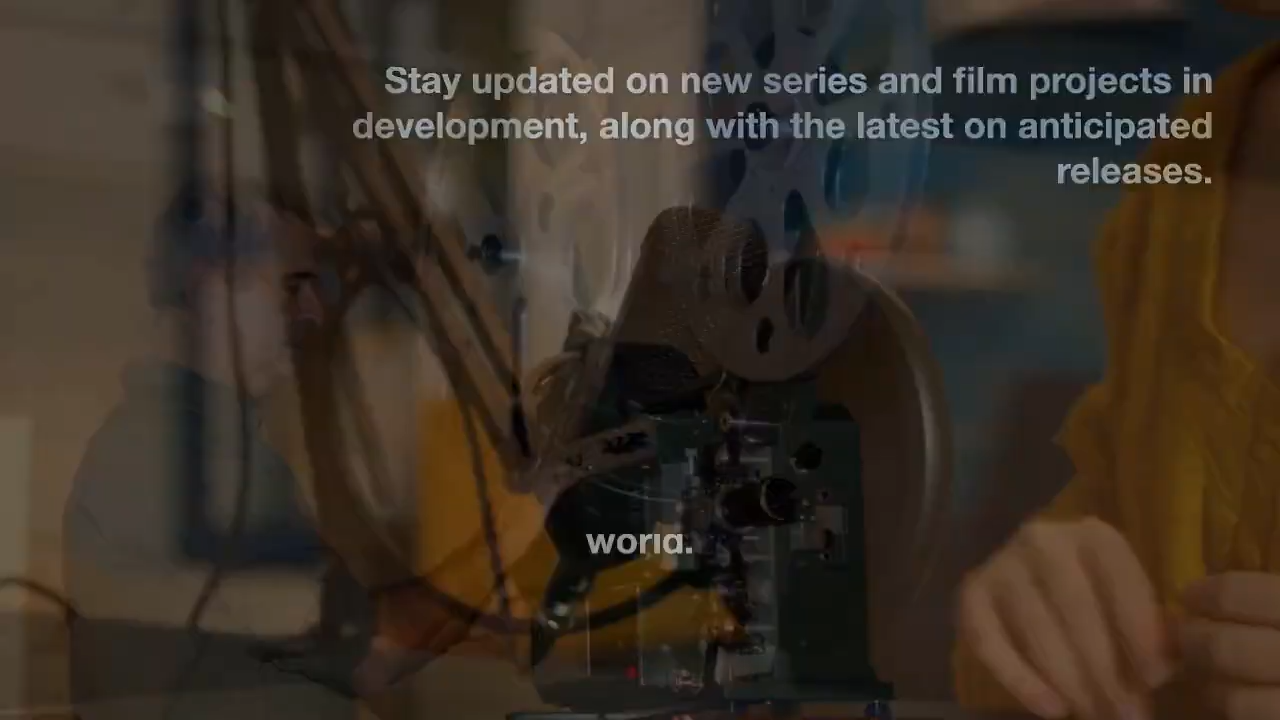 Stay updated on new series and film projects in
development, along with the latest on anticipated
releases.
world.